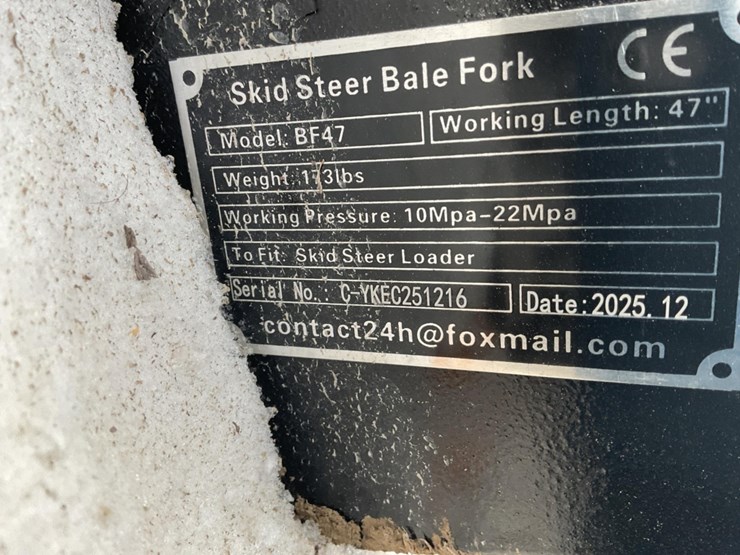 Skid Steer Bale Fork CE
Model: BF47 Working Length: 47"
Weight: 173lbs
Working Pressure: 10Mpa-22Mpa
To Fit: Skid Steer Loader
Serial No.: C-YKEC251216 Date:2025.12
contact24h@foxmail.com